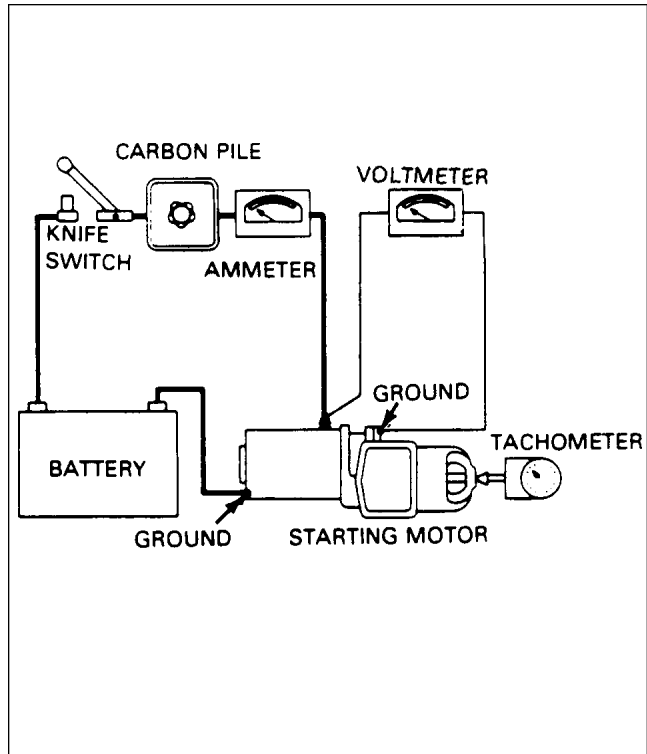 CARBON PILE
VOLTMETER
KNIFE
SWITCH
AMMETER
GROUND
TACHOMETER
BATTERY
GROUND
STARTING MOTOR